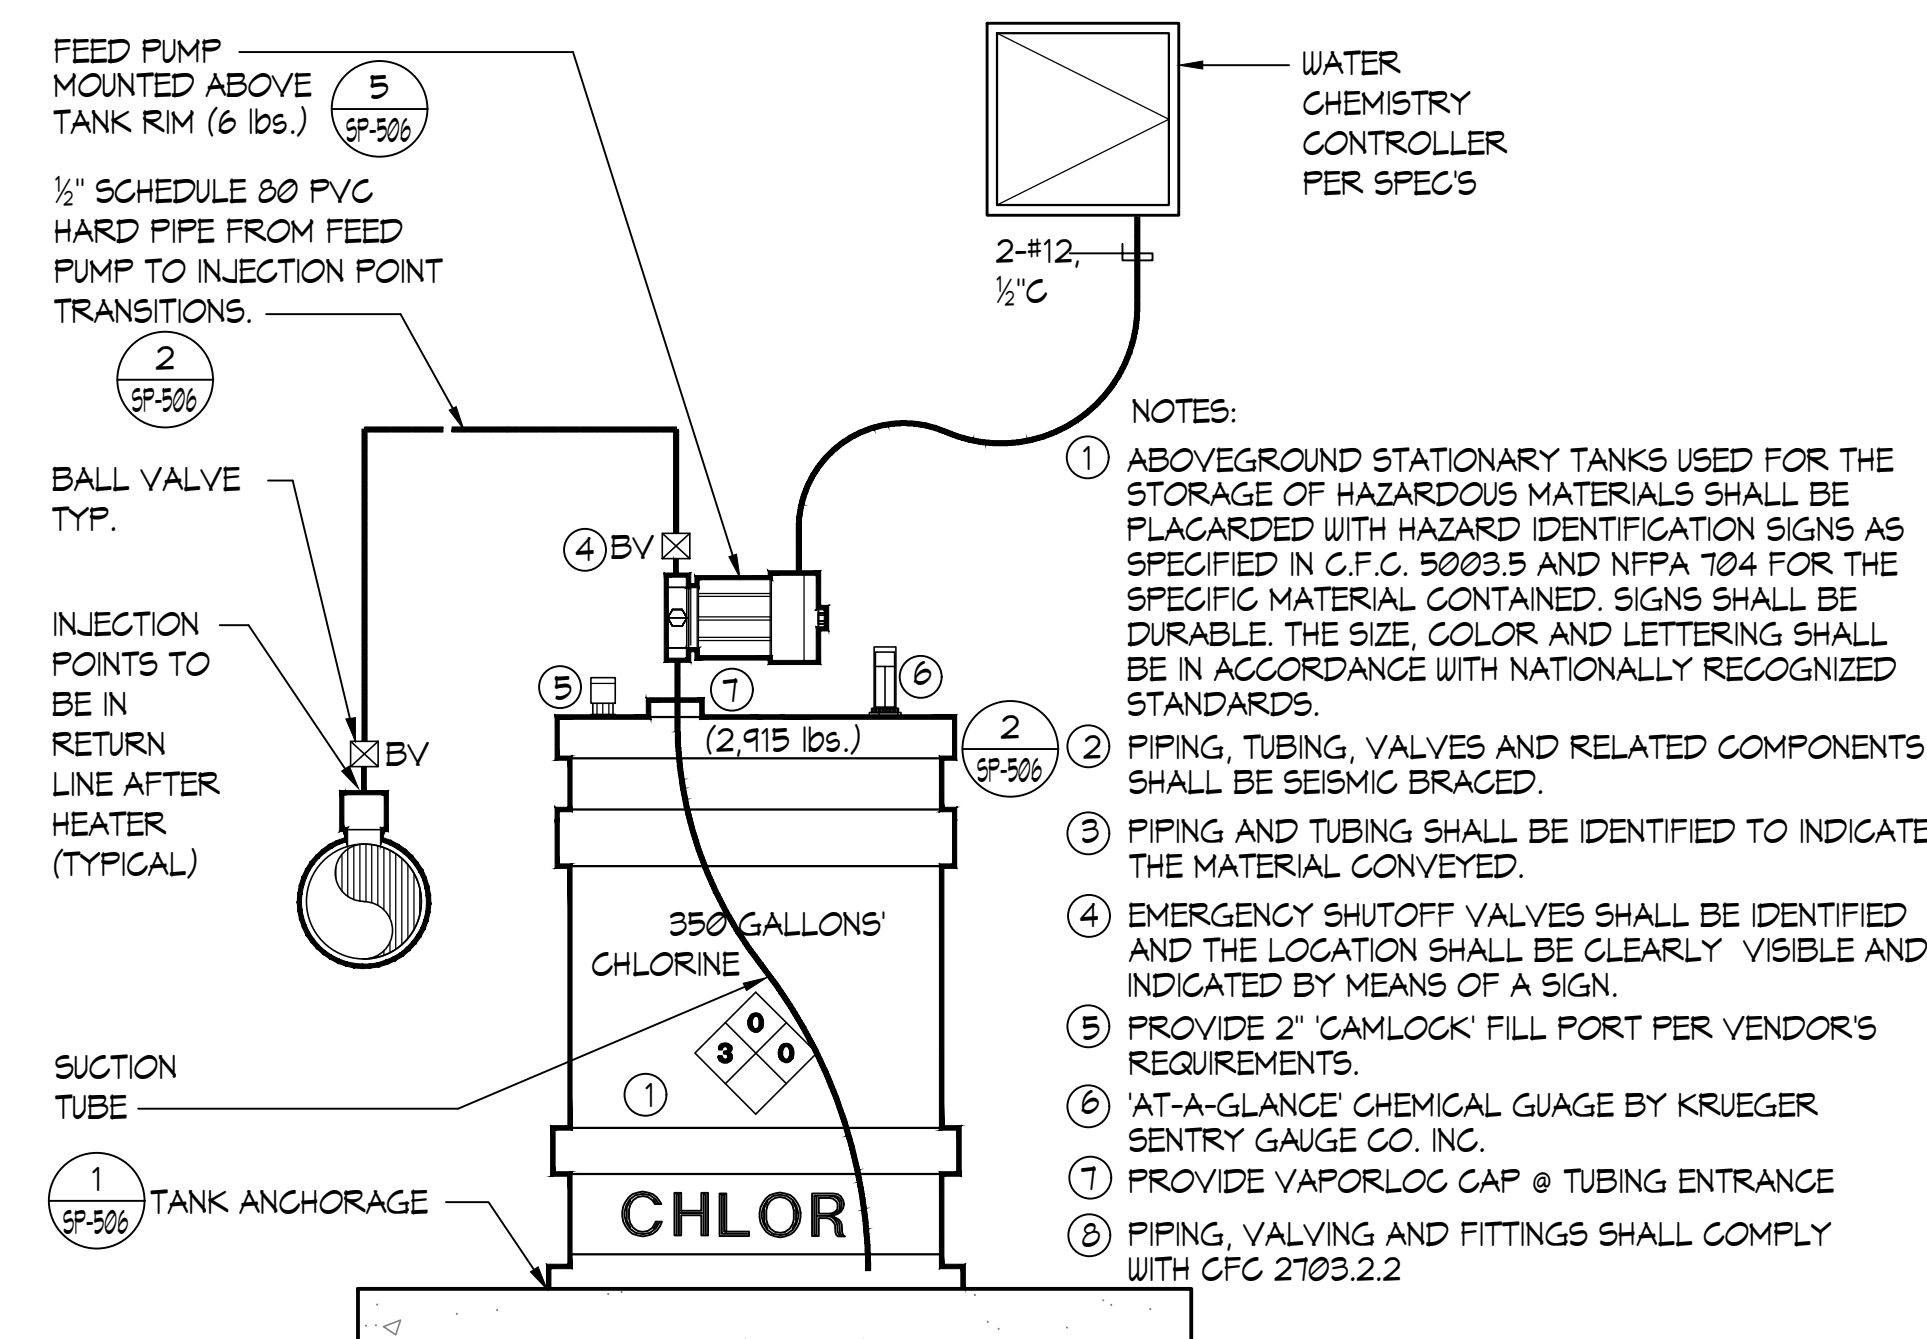 FEED PUMP
MOUNTED ABOVE
TANK RIM (6 lbs.)
5
SP-506
½" SCHEDULE 80 PVC
HARD PIPE FROM FEED
PUMP TO INJECTION POINT
TRANSITIONS.
2
SP-506
BALL VALVE
TYP.
INJECTION
POINTS TO
BE IN
RETURN
LINE AFTER
HEATER
(TYPICAL)
BV
SUCTION
TUBE
1
SP-506
TANK ANCHORAGE
WATER
CHEMISTRY
CONTROLLER
PER SPEC'S
2-#12,
½"C
4 BV
5
7
6
(2,915 lbs.)
2
SP-506
350 GALLONS'
CHLORINE
0
3 0
1
CHLOR
NOTES:
1 ABOVEGROUND STATIONARY TANKS USED FOR THE
STORAGE OF HAZARDOUS MATERIALS SHALL BE
PLACARDED WITH HAZARD IDENTIFICATION SIGNS AS
SPECIFIED IN C.F.C. 5003.5 AND NFPA 704 FOR THE
SPECIFIC MATERIAL CONTAINED. SIGNS SHALL BE
DURABLE. THE SIZE, COLOR AND LETTERING SHALL
BE IN ACCORDANCE WITH NATIONALLY RECOGNIZED
STANDARDS.
2 PIPING, TUBING, VALVES AND RELATED COMPONENTS
SHALL BE SEISMIC BRACED.
3 PIPING AND TUBING SHALL BE IDENTIFIED TO INDICATE
THE MATERIAL CONVEYED.
4 EMERGENCY SHUTOFF VALVES SHALL BE IDENTIFIED
AND THE LOCATION SHALL BE CLEARLY VISIBLE AND
INDICATED BY MEANS OF A SIGN.
5 PROVIDE 2" 'CAMLOCK' FILL PORT PER VENDOR'S
REQUIREMENTS.
6 'AT-A-GLANCE' CHEMICAL GUAGE BY KRUEGER
SENTRY GAUGE CO. INC.
7 PROVIDE VAPORLOC CAP @ TUBING ENTRANCE
8 PIPING, VALVING AND FITTINGS SHALL COMPLY
WITH CFC 2703.2.2